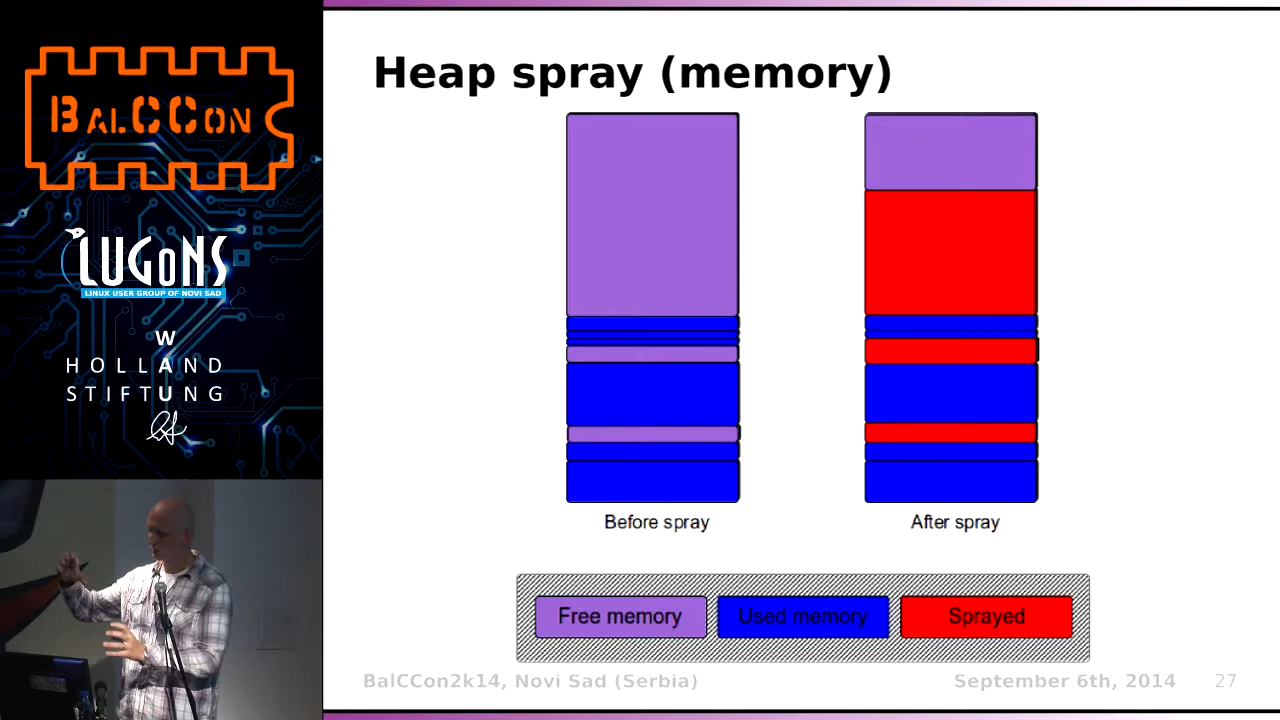 BALCCON
LUGONS
LINUX USER GROUP OF NOVI SAD
W
HOLLAND
STIFTUNG
Heap spray (memory)
Before spray
After spray
Free memory
Used memory
Sprayed
BalCCon2k14, Novi Sad (Serbia)
September 6th, 2014
27